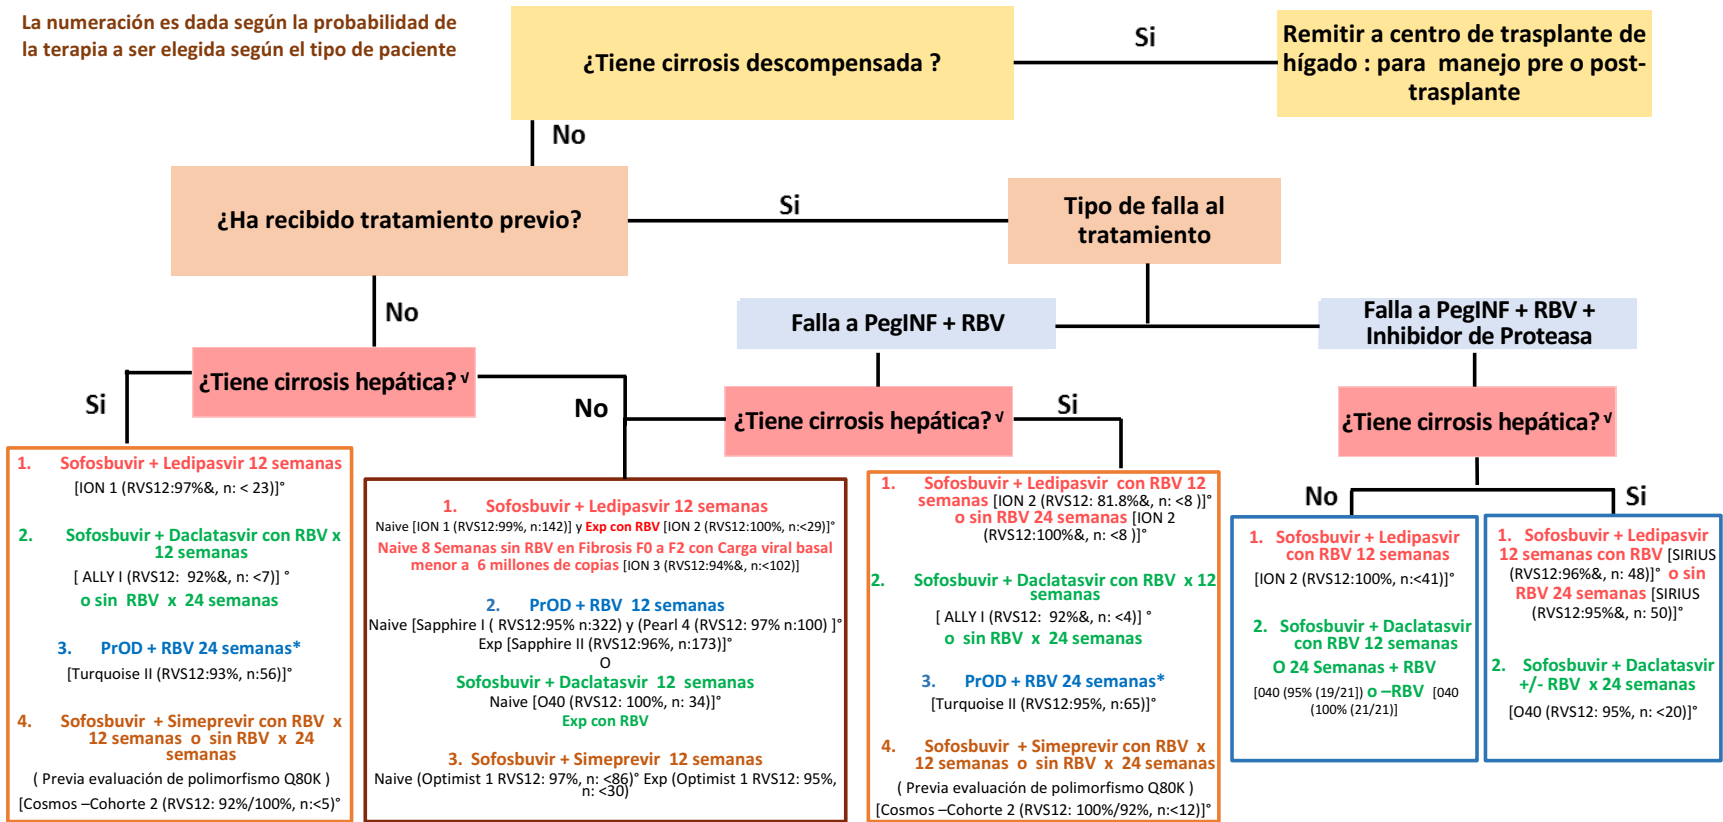 La numeración es dada según la probabilidad de
la terapia a ser elegida según el tipo de paciente
¿Tiene cirrosis descompensada ?
Si
Remitir a centro de trasplante de
hígado : para manejo pre o post-
trasplante
No
¿Ha recibido tratamiento previo?
Si
Tipo de falla al
tratamiento
No
Falla a PegINF + RBV
Falla a PegINF + RBV +
Inhibidor de Proteasa
¿Tiene cirrosis hepática? √
Si
No
¿Tiene cirrosis hepática? √
Si
¿Tiene cirrosis hepática? √
No
Si
1. Sofosbuvir + Ledipasvir 12 semanas
[ION 1 (RVS12:97%&, n: < 23)]°
2. Sofosbuvir + Daclatasvir con RBV x
12 semanas
[ ALLY I (RVS12: 92%&, n: <7)] °
o sin RBV x 24 semanas
3. PrOD + RBV 24 semanas*
[Turquoise II (RVS12:93%, n:56)]°
4. Sofosbuvir + Simeprevir con RBV x
12 semanas o sin RBV x 24
semanas
( Previa evaluación de polimorfismo Q80K )
[Cosmos –Cohorte 2 (RVS12: 92%/100%, n:<5)°
1. Sofosbuvir + Ledipasvir 12 semanas
Naive [ION 1 (RVS12:99%, n:142)] y Exp con RBV [ION 2 (RVS12:100%, n:<29)]°
Naive 8 Semanas sin RBV en Fibrosis F0 a F2 con Carga viral basal
menor a 6 millones de copias [ION 3 (RVS12:94%&, n:<102)]
2. PrOD + RBV 12 semanas
Naive [Sapphire I ( RVS12:95% n:322) y (Pearl 4 (RVS12: 97% n:100) ]°
Exp [Sapphire II (RVS12:96%, n:173)]°
O
Sofosbuvir + Daclatasvir 12 semanas
Naive [O40 (RVS12: 100%, n: 34)]°
Exp con RBV
3. Sofosbuvir + Simeprevir 12 semanas
Naive (Optimist 1 RVS12: 97%, n: <86)° Exp (Optimist 1 RVS12: 95%,
n: <30)
1. Sofosbuvir + Ledipasvir con RBV 12
semanas [ION 2 (RVS12: 81.8%&, n: <8 )]°
o sin RBV 24 semanas [ION 2
(RVS12:100%&, n: <8 )]°
2. Sofosbuvir + Daclatasvir con RBV x 12
semanas
[ ALLY I (RVS12: 92%&, n: <4)] °
o sin RBV x 24 semanas
3. PrOD + RBV 24 semanas*
[Turquoise II (RVS12:95%, n:65)]°
4. Sofosbuvir + Simeprevir con RBV x
12 semanas o sin RBV x 24 semanas
( Previa evaluación de polimorfismo Q80K )
[Cosmos –Cohorte 2 (RVS12: 100%/92%, n:<12)]°
1. Sofosbuvir + Ledipasvir
con RBV 12 semanas
[ION 2 (RVS12:100%, n:<41)]°
2. Sofosbuvir + Daclatasvir
con RBV 12 semanas
O 24 Semanas + RBV
[040 (95% (19/21]) o –RBV [040
(100% (21/21)]
1. Sofosbuvir + Ledipasvir
12 semanas con RBV [SIRIUS
(RVS12:96%&, n: 48)]° o sin
RBV 24 semanas [SIRIUS
(RVS12:95%&, n: 50)]°
2. Sofosbuvir + Daclatasvir
+/- RBV x 24 semanas
[O40 (RVS12: 95%, n: <20)]°